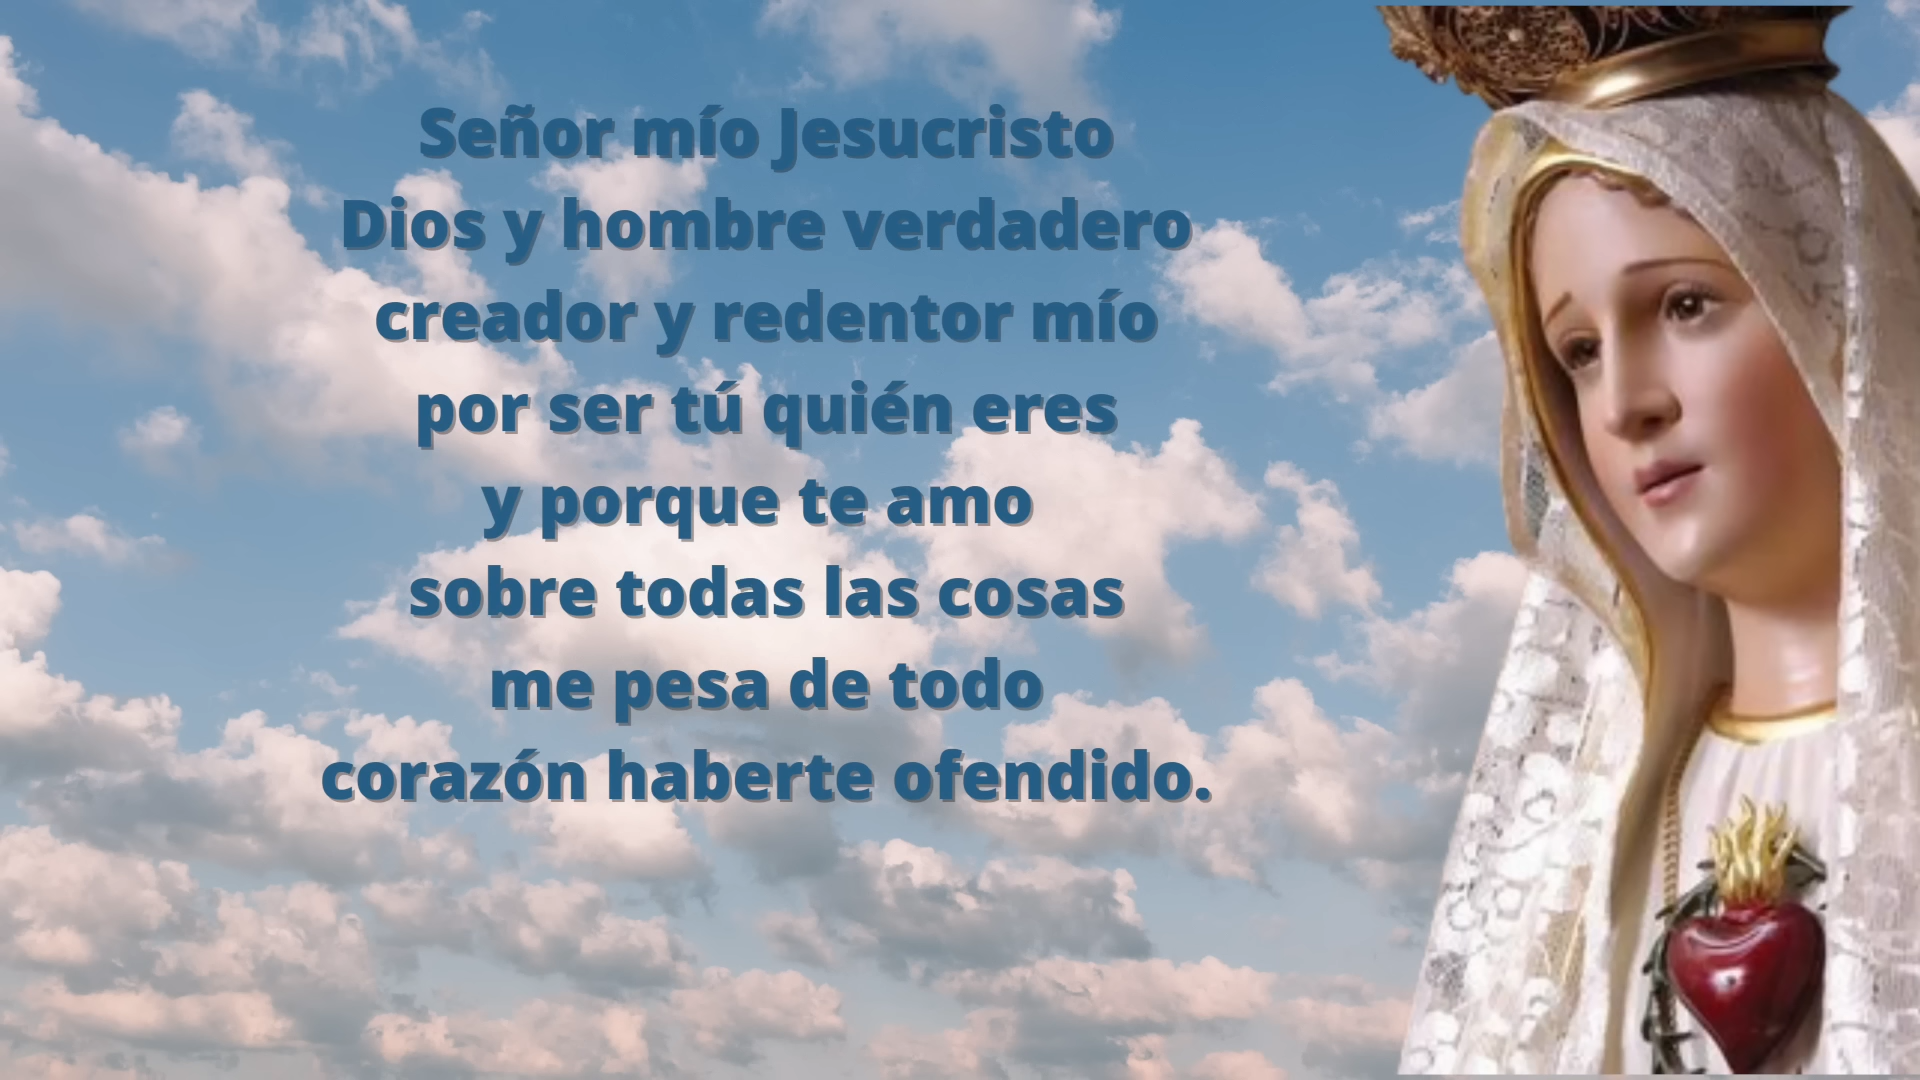 Señor mío Jesucristo
Dios y hombre verdadero
creador y redentor mío
por ser tú quién eres
y porque te amo
sobre todas las cosas
me pesa de todo
corazón haberte ofendido.